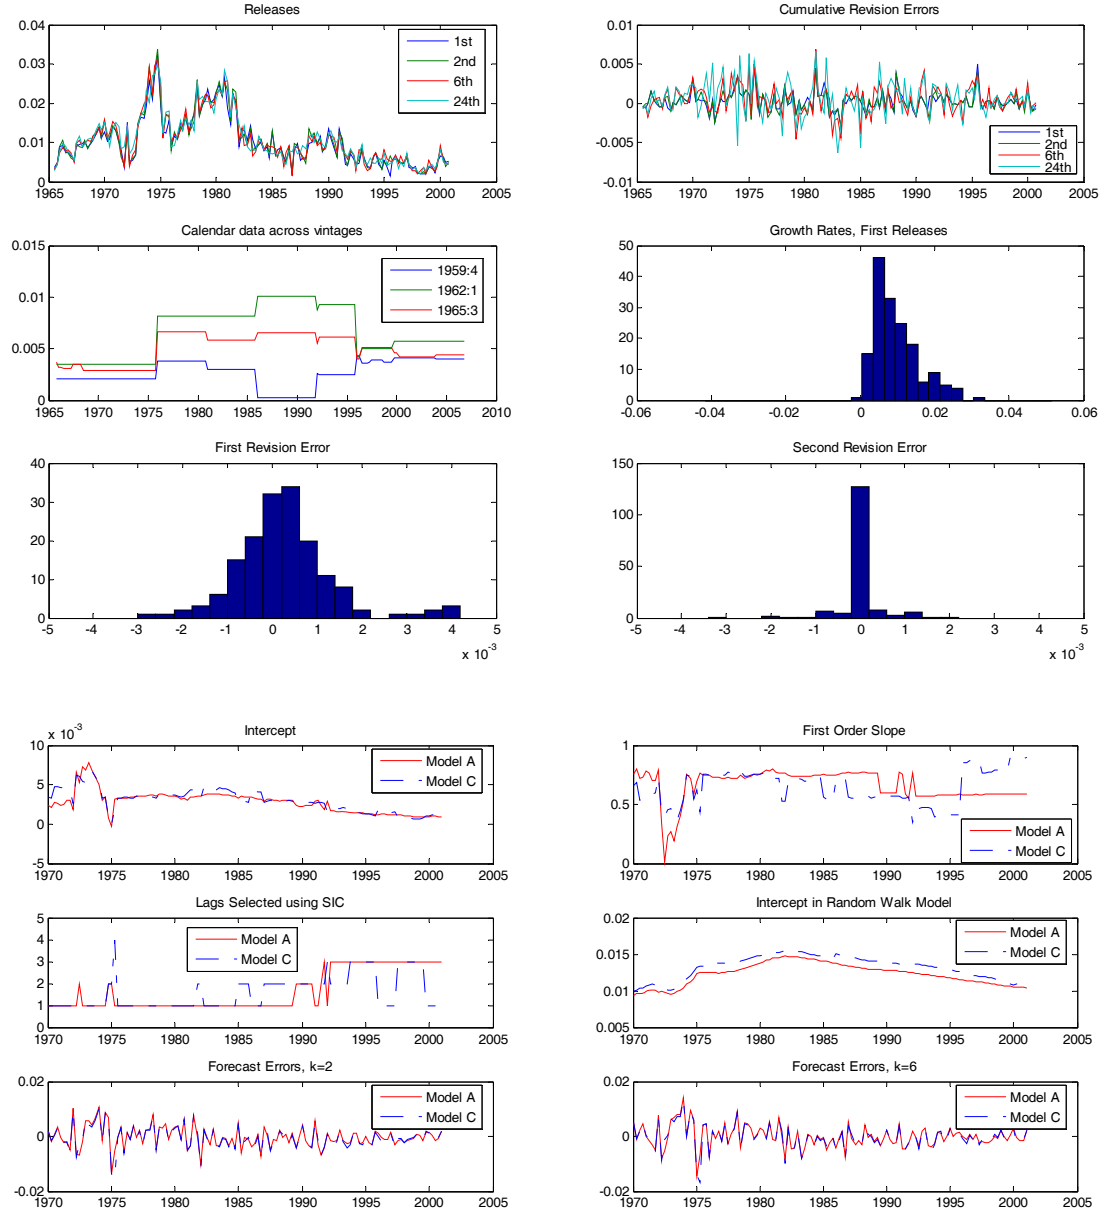 Releases
0.04
0.03
0.02
0.01
0
1965 1970 1975 1980 1985 1990 1995 2000 2005
1st
2nd
6th
24th
Cumulative Revision Errors
0.01
0.005
0
-0.005
-0.01
1965 1970 1975 1980 1985 1990 1995 2000 2005
1st
2nd
6th
24th
Calendar data across vintages
0.015
0.01
0.005
0
1965 1970 1975 1980 1985 1990 1995 2000 2005 2010
1959:4
1962:1
1965:3
Growth Rates, First Releases
50
40
30
20
10
0
-0.06 -0.04 -0.02 0 0.02 0.04 0.06
First Revision Error
40
30
20
10
0
-5 -4 -3 -2 -1 0 1 2 3 4 5
x 10^-3
Second Revision Error
150
100
50
0
-5 -4 -3 -2 -1 0 1 2 3 4 5
x 10^-3
x 10^-3
Intercept
10
5
0
-5
1970 1975 1980 1985 1990 1995 2000 2005
Model A
Model C
First Order Slope
1
0.5
0
1970 1975 1980 1985 1990 1995 2000 2005
Model A
Model C
Lags Selected using SIC
5
4
3
2
1
0
1970 1975 1980 1985 1990 1995 2000 2005
Model A
Model C
Intercept in Random Walk Model
0.02
0.015
0.01
0.005
1970 1975 1980 1985 1990 1995 2000 2005
Model A
Model C
Forecast Errors, k=2
0.02
0
-0.02
1970 1975 1980 1985 1990 1995 2000 2005
Model A
Model C
Forecast Errors, k=6
0.02
0
-0.02
1970 1975 1980 1985 1990 1995 2000 2005
Model A
Model C